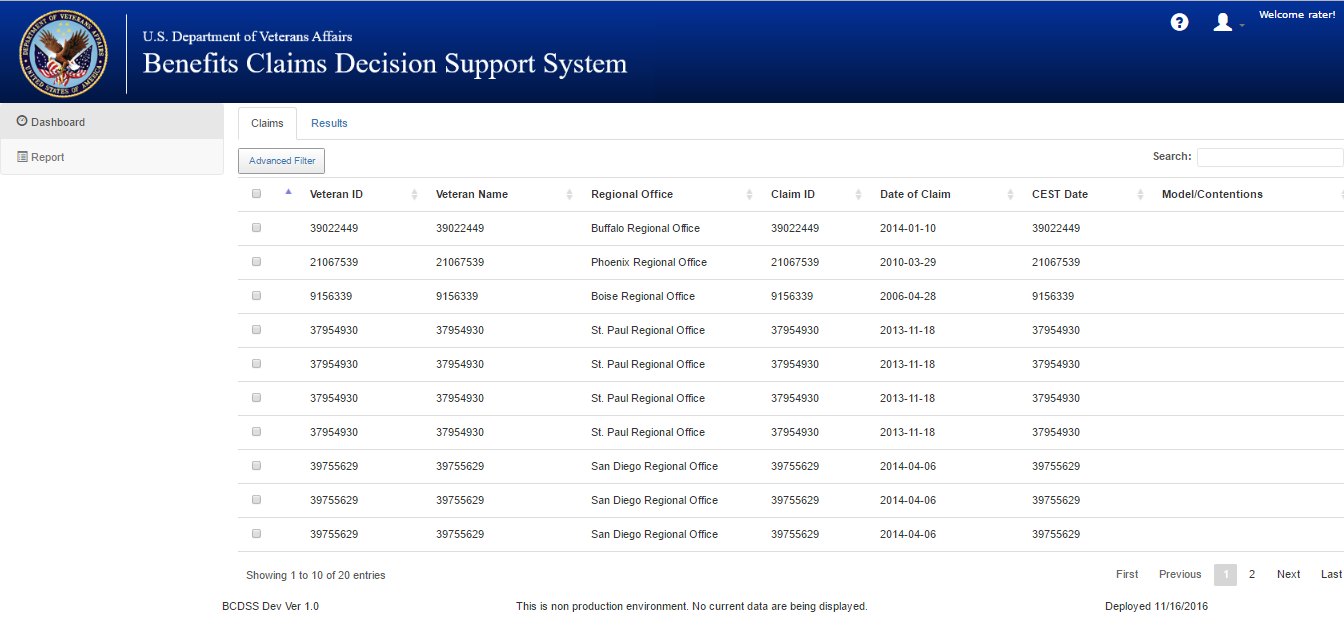 U.S. Department of Veterans Affairs
Benefits Claims Decision Support System
Welcome rater!
Dashboard
Report
Claims Results
Advanced Filter
Search:
Veteran ID Veteran Name Regional Office Claim ID Date of Claim CEST Date Model/Contentions
39022449 39022449 Buffalo Regional Office 39022449 2014-01-10 39022449
21067539 21067539 Phoenix Regional Office 21067539 2010-03-29 21067539
9156339 9156339 Boise Regional Office 9156339 2006-04-28 9156339
37954930 37954930 St. Paul Regional Office 37954930 2013-11-18 37954930
37954930 37954930 St. Paul Regional Office 37954930 2013-11-18 37954930
37954930 37954930 St. Paul Regional Office 37954930 2013-11-18 37954930
37954930 37954930 St. Paul Regional Office 37954930 2013-11-18 37954930
39755629 39755629 San Diego Regional Office 39755629 2014-04-06 39755629
39755629 39755629 San Diego Regional Office 39755629 2014-04-06 39755629
39755629 39755629 San Diego Regional Office 39755629 2014-04-06 39755629
Showing 1 to 10 of 20 entries
First Previous 1 2 Next Last
BCDSS Dev Ver 1.0
This is non production environment. No current data are being displayed.
Deployed 11/16/2016
DEPARTMENT OF VETERANS AFFAIRS
UNITED STATES OF AMERICA